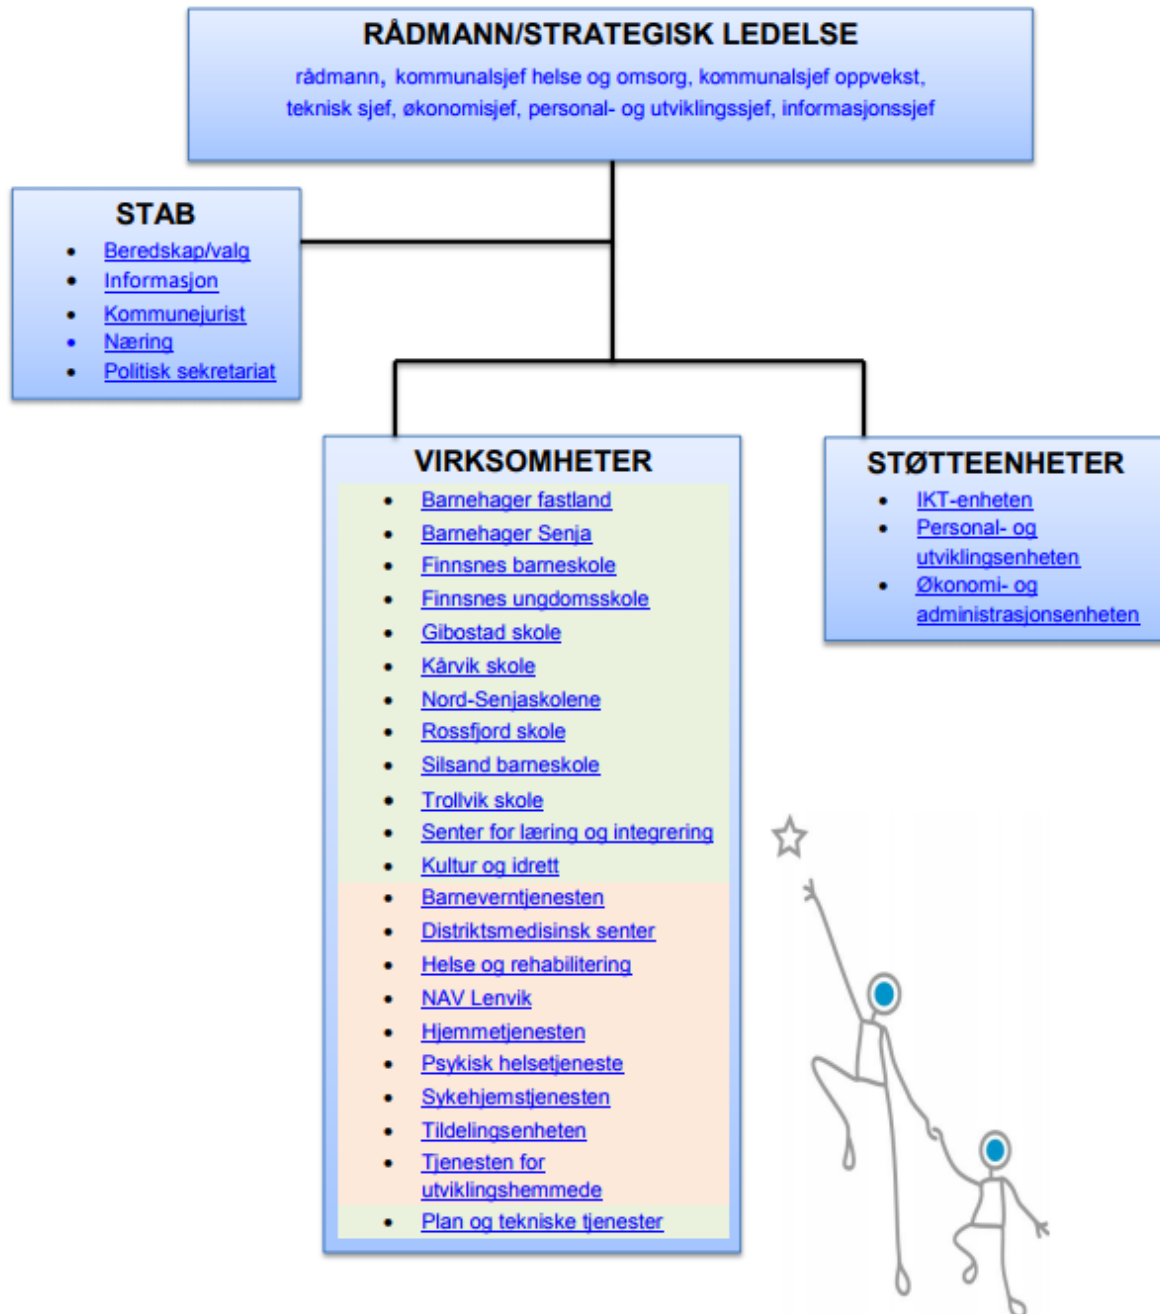 RÅDMANN/STRATEGISK LEDELSE
rådmann, kommunalsjef helse og omsorg, kommunalsjef oppvekst,
teknisk sjef, økonomisjef, personal- og utviklingssjef, informasjonssjef
STAB
• Beredskap/valg
• Informasjon
• Kommunejurist
• Næring
• Politisk sekretariat
VIRKSOMHETER
• Barnehager fastland
• Barnehager Senja
• Finnsnes barneskole
• Finnsnes ungdomsskole
• Gibostad skole
• Kårvik skole
• Nord-Senjaskolene
• Rossfjord skole
• Silsand barneskole
• Trollvik skole
• Senter for læring og integrering
• Kultur og idrett
• Barneverntjenesten
• Distriktsmedisinsk senter
• Helse og rehabilitering
• NAV Lenvik
• Hjemmetjenesten
• Psykisk helsetjeneste
• Sykehjemstjenesten
• Tildelingsenheten
• Tjenesten for
utviklingshemmede
• Plan og tekniske tjenester
STØTTEENHETER
• IKT-enheten
• Personal- og
utviklingsenheten
• Økonomi- og
administrasjonsenheten